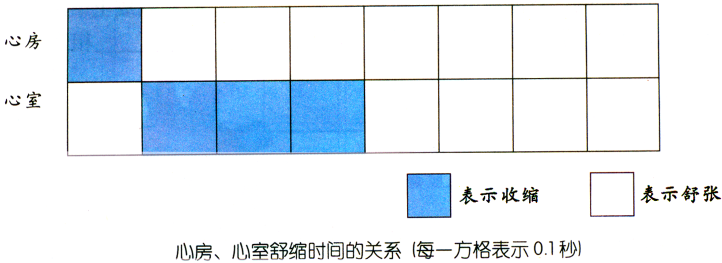 心房
心室
表示收缩
表示舒张
心房、心室舒缩时间的关系 (每一方格表示0.1秒)